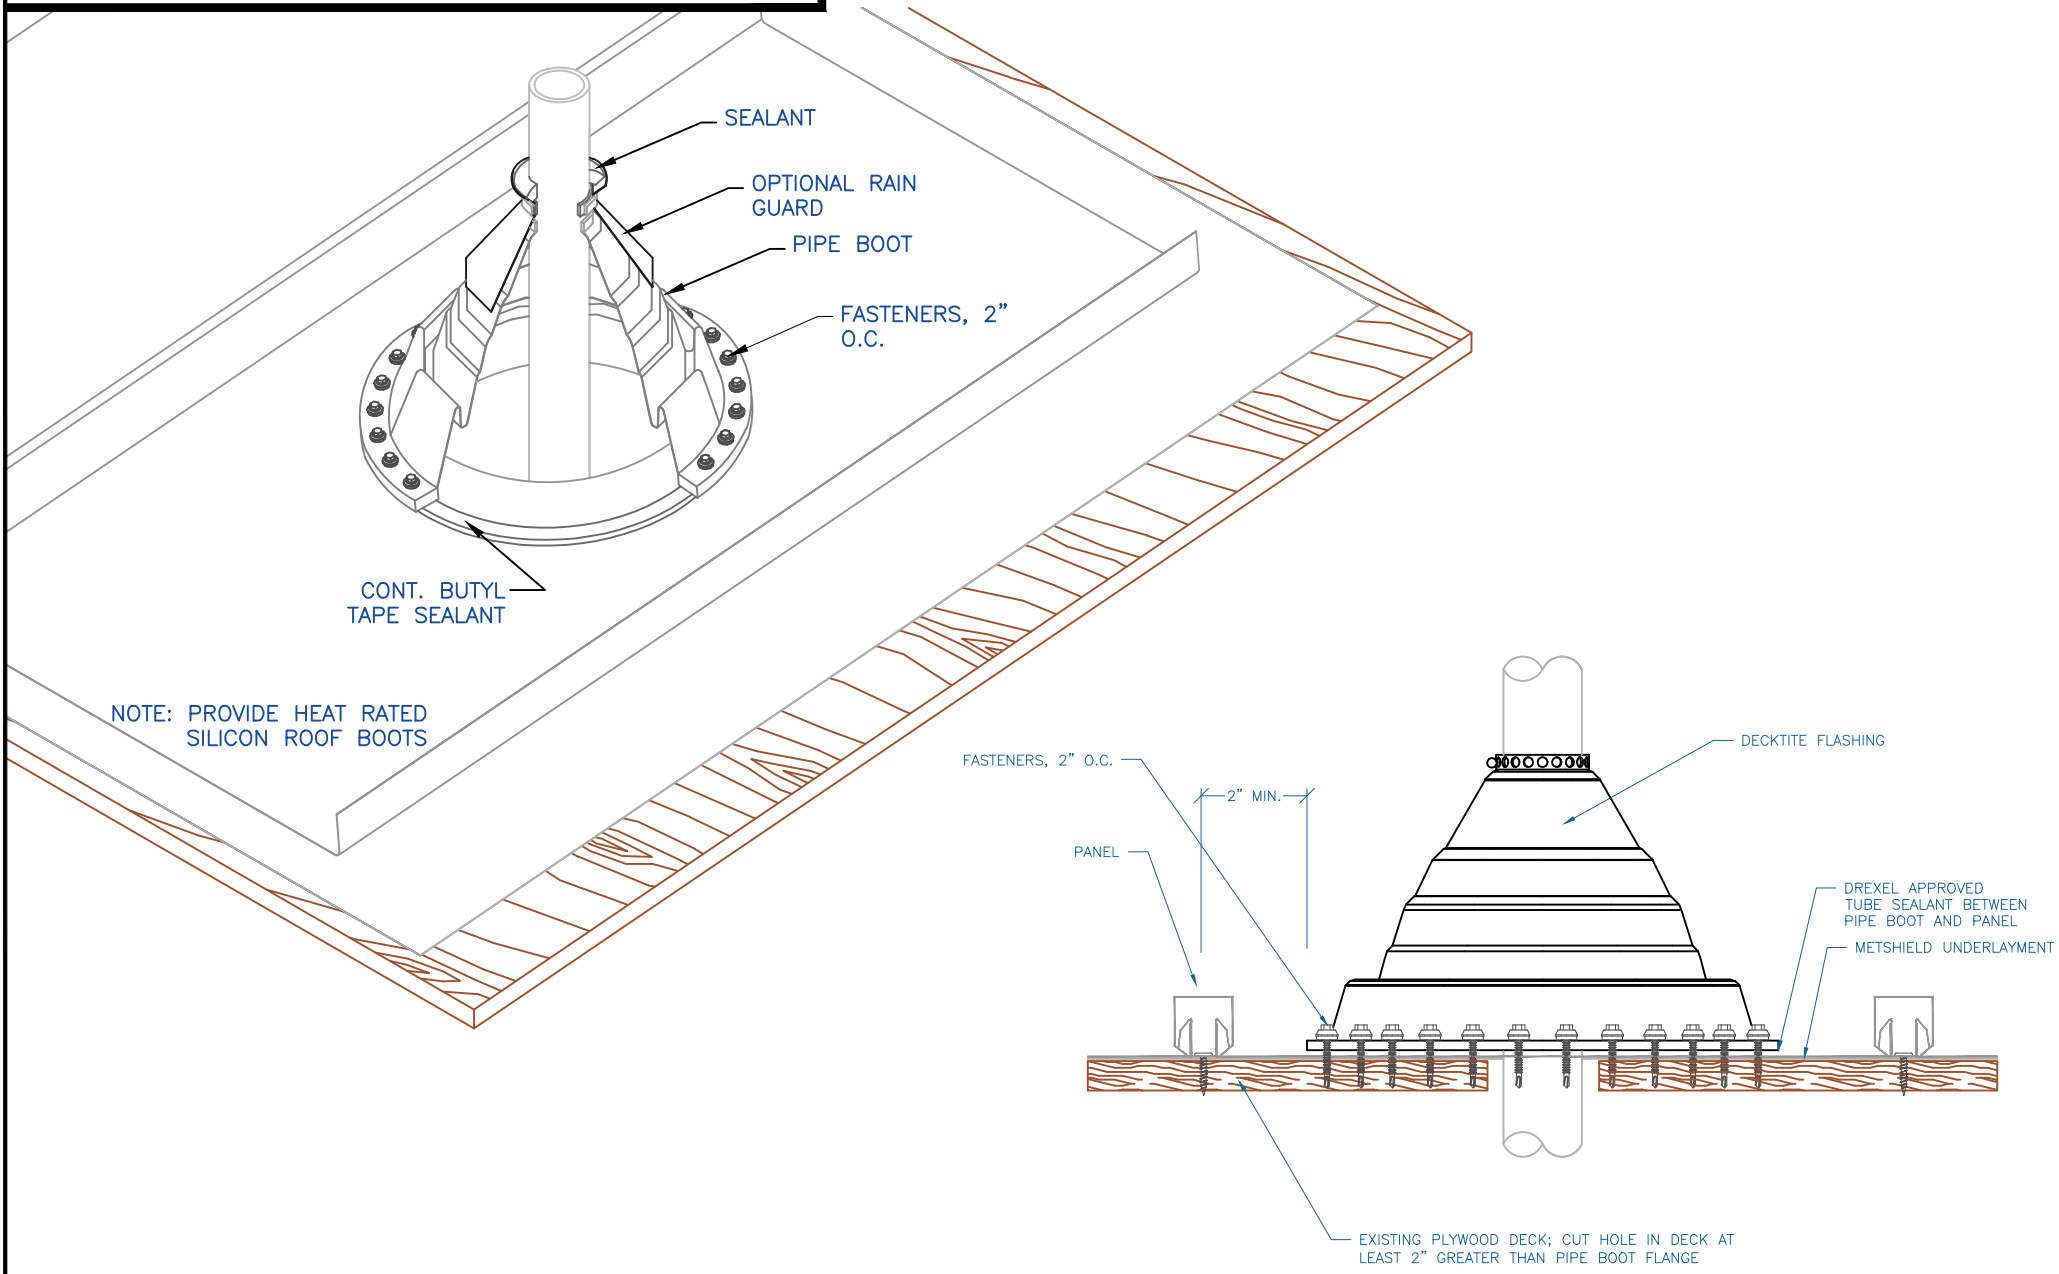 SEALANT
OPTIONAL RAIN
GUARD
PIPE BOOT
FASTENERS, 2”
O.C.
CONT. BUTYL
TAPE SEALANT
NOTE: PROVIDE HEAT RATED
SILICON ROOF BOOTS
DECKTITE FLASHING
FASTENERS, 2” O.C.
2” MIN.
PANEL
DREXEL APPROVED
TUBE SEALANT BETWEEN
PIPE BOOT AND PANEL
METSHIELD UNDERLAYMENT
EXISTING PLYWOOD DECK; CUT HOLE IN DECK AT
LEAST 2” GREATER THAN PIPE BOOT FLANGE